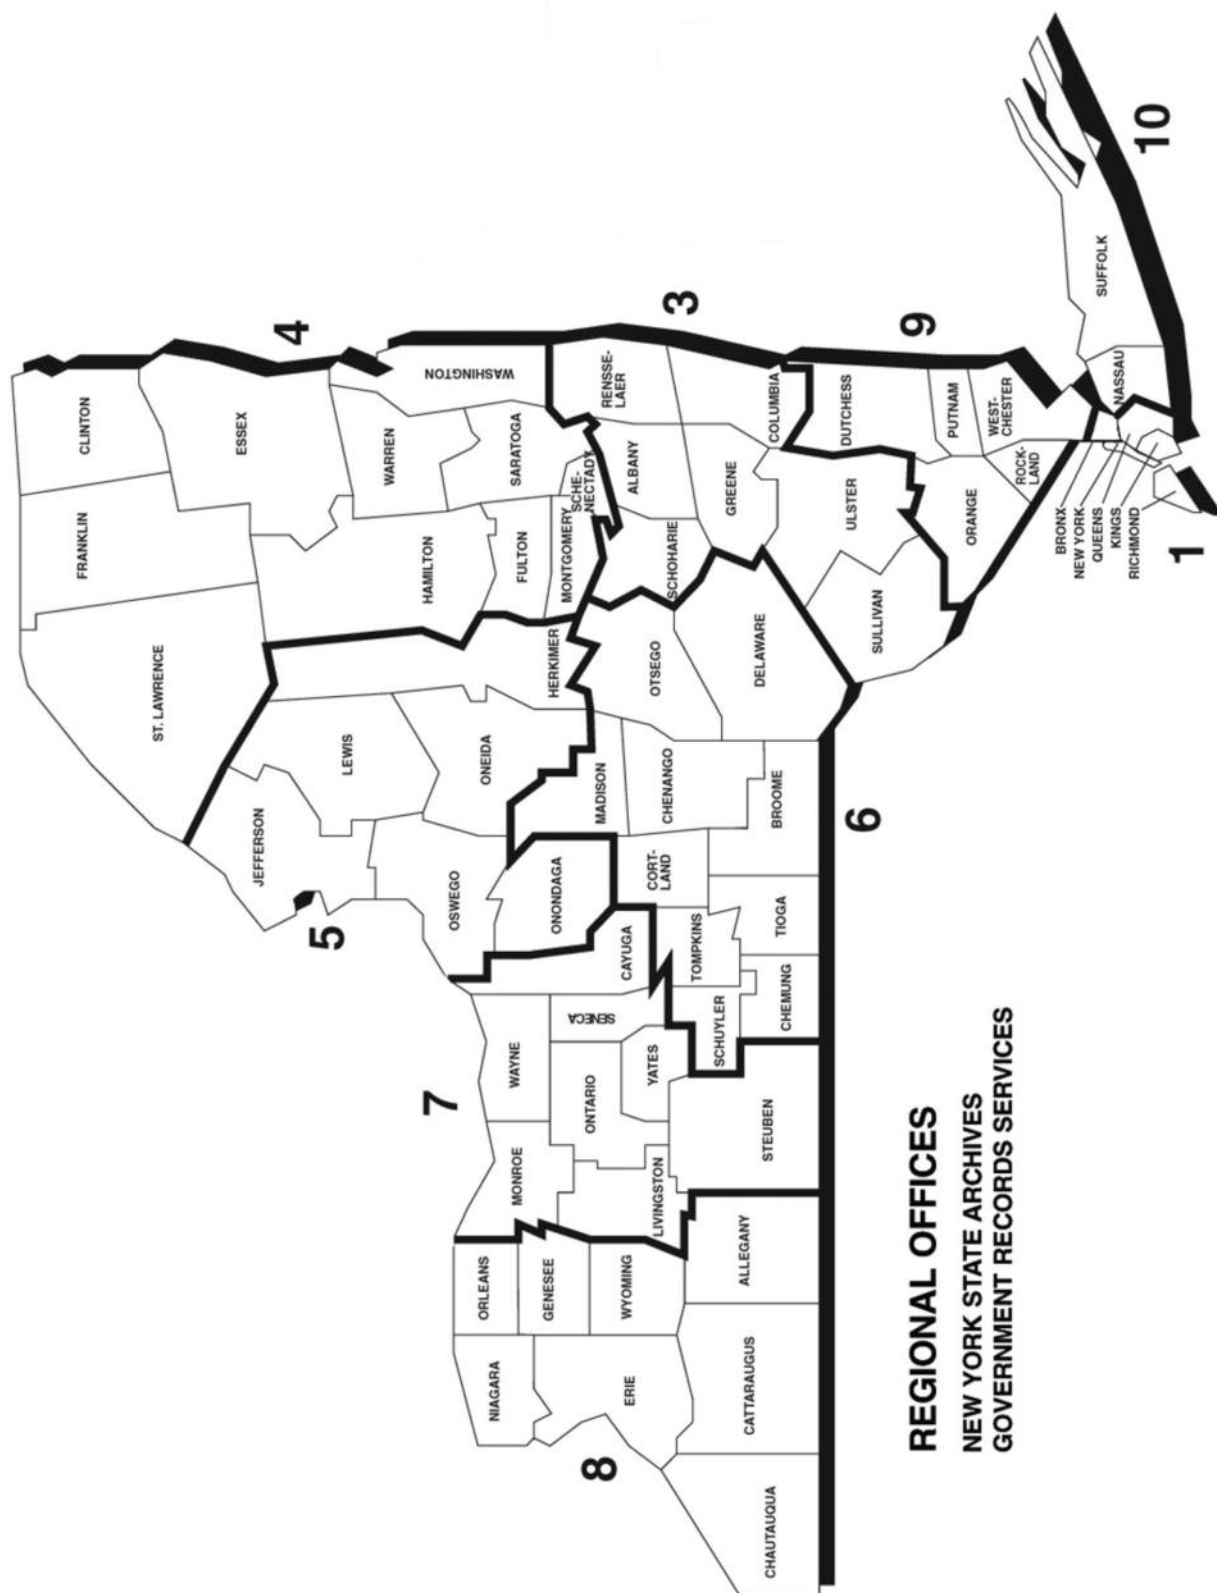 CLINTON
FRANKLIN
ST. LAWRENCE
ESSEX
4
WARREN
HAMILTON
WASHINGTON
SARATOGA
FULTON
MONTGOMERY
SCHE-
NECTADY
HERKIMER
LEWIS
JEFFERSON
5
ONEIDA
OSWEGO
3
RENSSE-
LAER
ALBANY
SCHOHARIE
GREENE
COLUMBIA
OTSEGO
DELAWARE
MADISON
CHENANGO
BROOME
6
ONONDAGA
CORT-
LAND
TOMPKINS
TIOGA
CHEMUNG
SCHUYLER
CAYUGA
SENECA
WAYNE
7
YATES
ONTARIO
MONROE
LIVINGSTON
STEUBEN
ORLEANS
GENESEE
WYOMING
ALLEGANY
NIAGARA
ERIE
CATTARAUGUS
8
CHAUTAUQUA
9
DUTCHESS
PUTNAM
WEST-
CHESTER
ROCK-
LAND
ULSTER
ORANGE
SULLIVAN
SUFFOLK
10
NASSAU
BRONX
NEW YORK
QUEENS
KINGS
RICHMOND
1
REGIONAL OFFICES
NEW YORK STATE ARCHIVES
GOVERNMENT RECORDS SERVICES